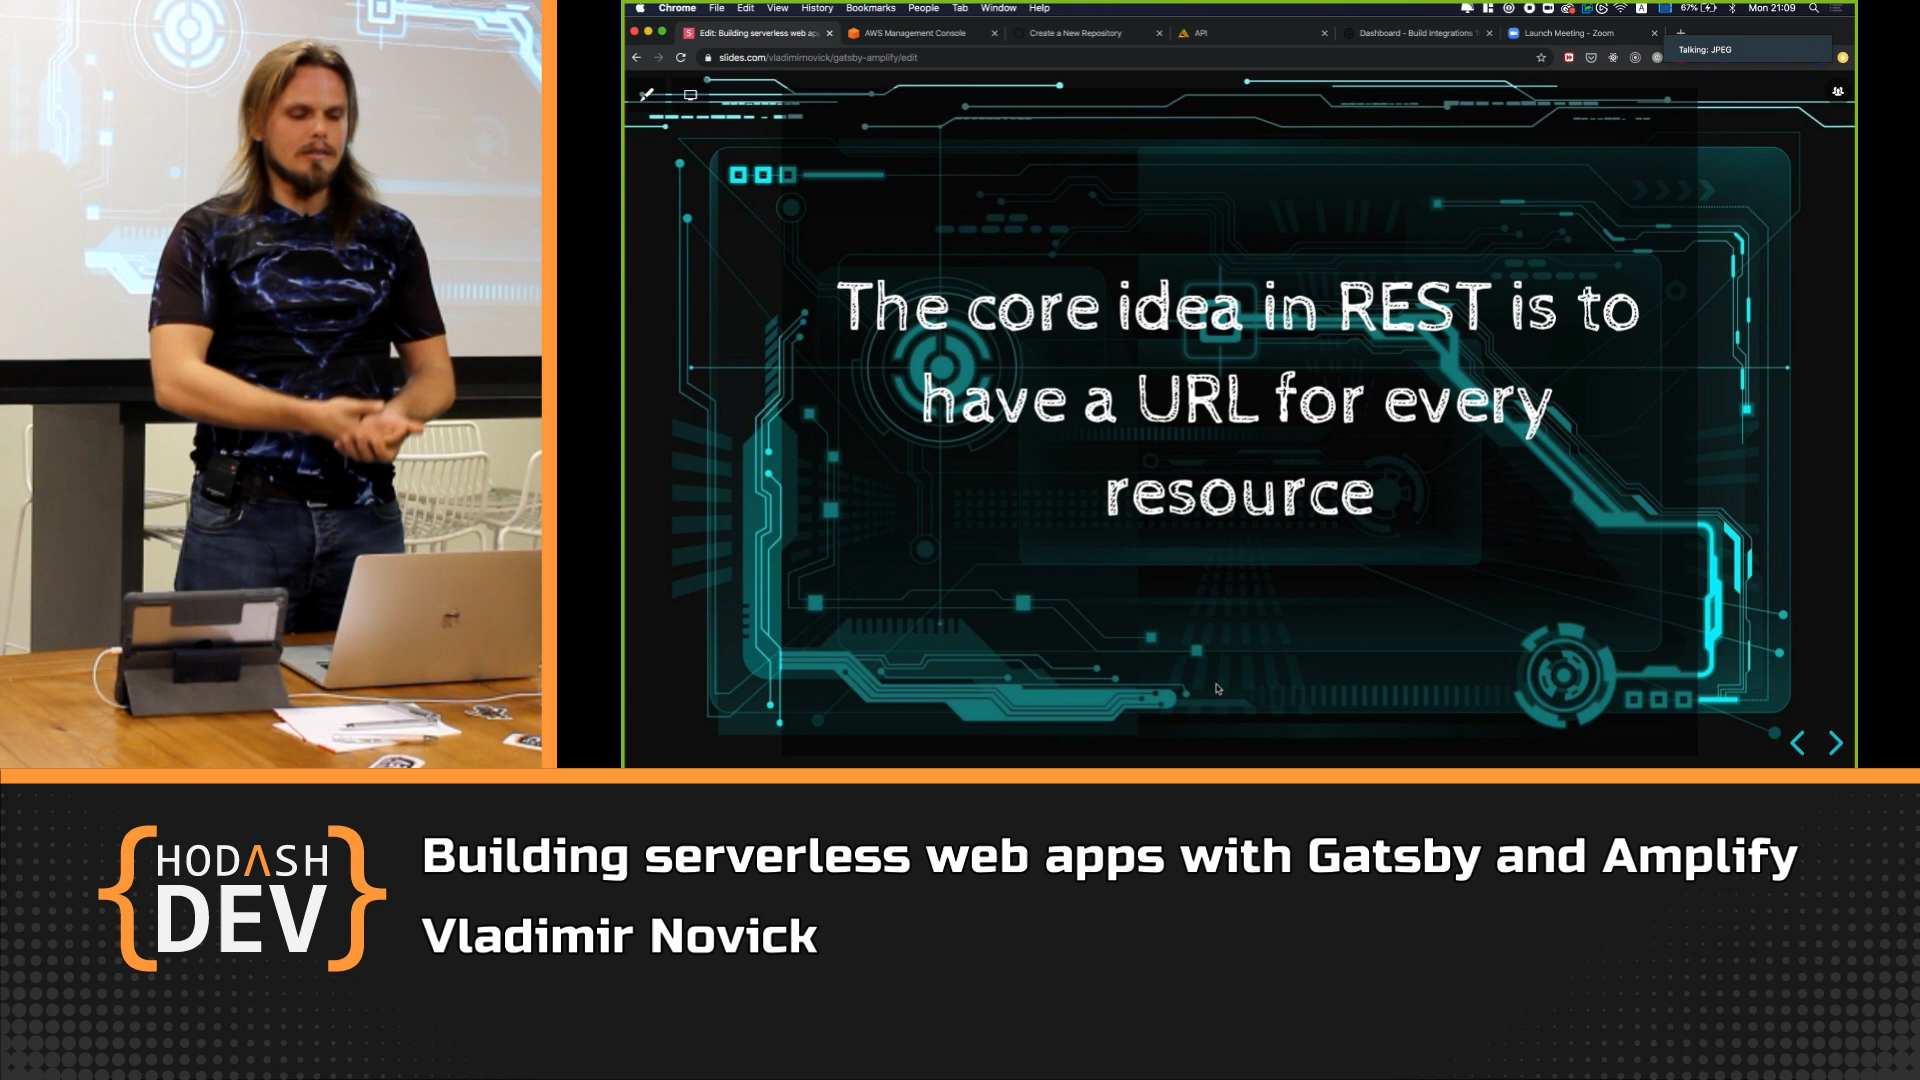 Chrome File Edit View History Bookmarks People Tab Window Help
67% Mon 21:09
Edit: Building serverless web ap
AWS Management Console
Create a New Repository
API
Dashboard - Build Integrations
Launch Meeting - Zoom
Talking: JPEG
slides.com/vladimirnovick/gatsby-amplify/edit
The core idea in REST is to
have a URL for every
resource
HODASH
DEV
Building serverless web apps with Gatsby and Amplify
Vladimir Novick